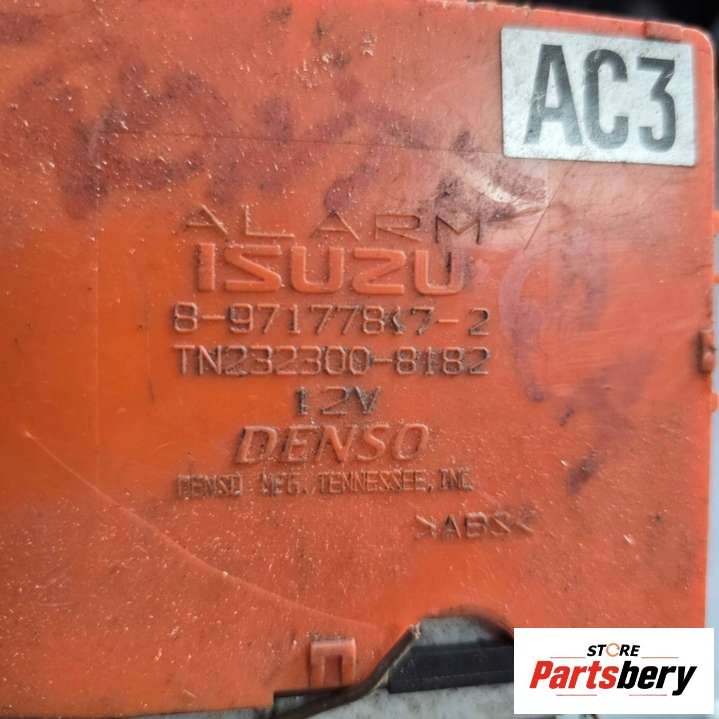 AC3
ALARM
ISUZU
8-97177847-2
TN232300-8182
12V
DENSO
DENSO MFG. TENNESSEE, INC.
>ABS<
STORE
Partsbery